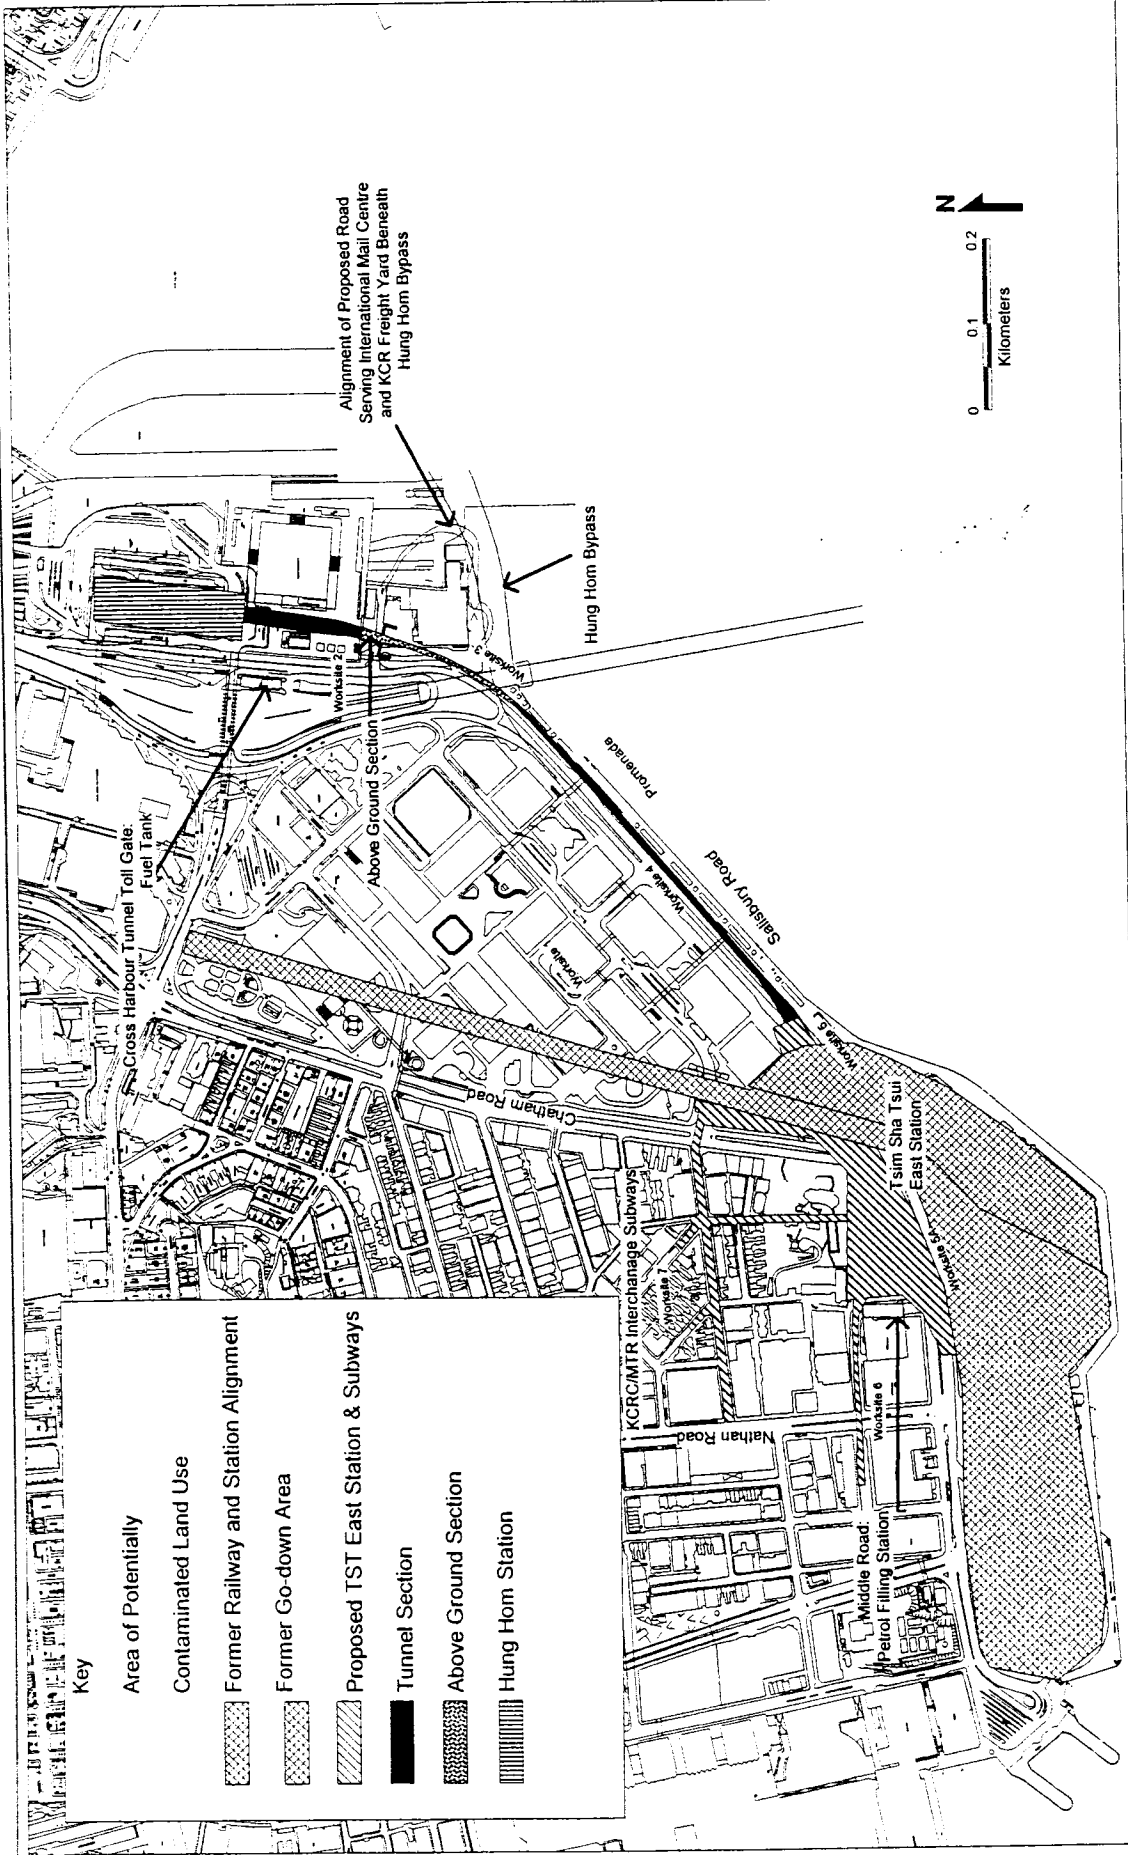 Key
Area of Potentially
Contaminated Land Use
Former Railway and Station Alignment
Former Go-down Area
Proposed TST East Station & Subways
Tunnel Section
Above Ground Section
Hung Hom Station
Cross Harbour Tunnel Toll Gate:
Fuel Tank
Alignment of Proposed Road
Serving International Mail Centre
and KCR Freight Yard Beneath
Hung Hom Bypass
Hung Hom Bypass
Worksite 2
Above Ground Section
Worksite 3
Promenade
Worksite 4
Salisbury Road
Worksite 1
Chatham Road
Worksite 5
KCRC/MTR Interchanage Subways
Worksite 7
Tsim Sha Tsui
East Station
Worksite 5A
Nathan Road
Worksite 6
Middle Road:
Petrol Filling Station
N
0 0.1 0.2
Kilometers